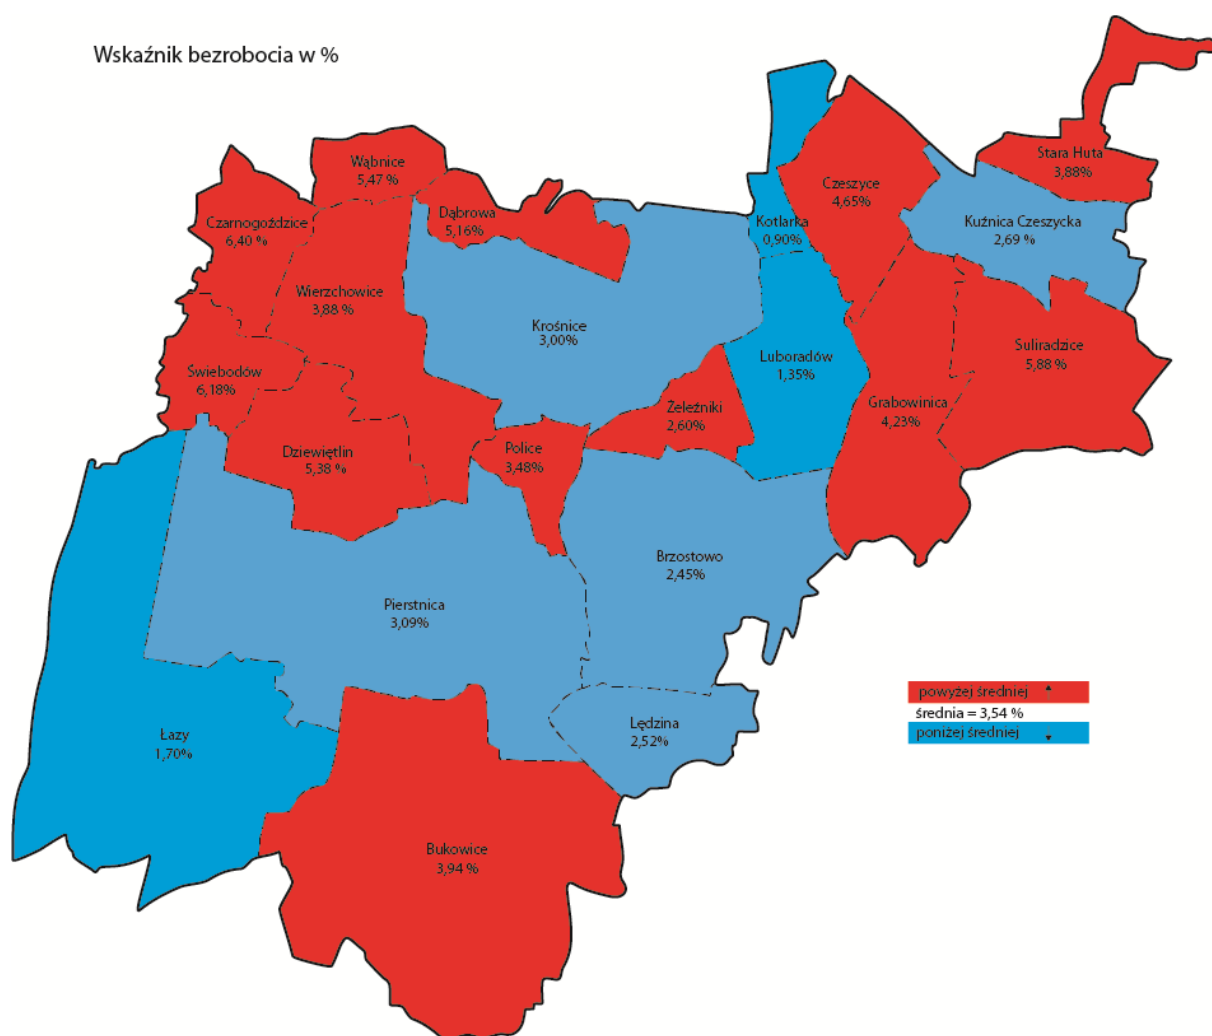 Wskaźnik bezrobocia w %
Stara Huta
3,88%
Wąbnice
5,47 %
Czeszyce
4,65%
Czarnogoździce
6,40 %
Dąbrowa
5,16%
Kotlarka
0,90%
Kuźnica Czeszycka
2,69 %
Wierzchowice
3,88 %
Krośnice
3,00%
Suliradzice
5,88 %
Luboradów
1,35%
Świebodów
6,18%
Żeleźniki
2,60%
Grabowinica
4,23%
Dziewiętlin
5,38 %
Police
3,48%
Brzostowo
2,45%
Pierstnica
3,09%
powyżej średniej
średnia = 3,54 %
poniżej średniej
Lędzina
2,52%
Łazy
1,70%
Bukowice
3,94 %